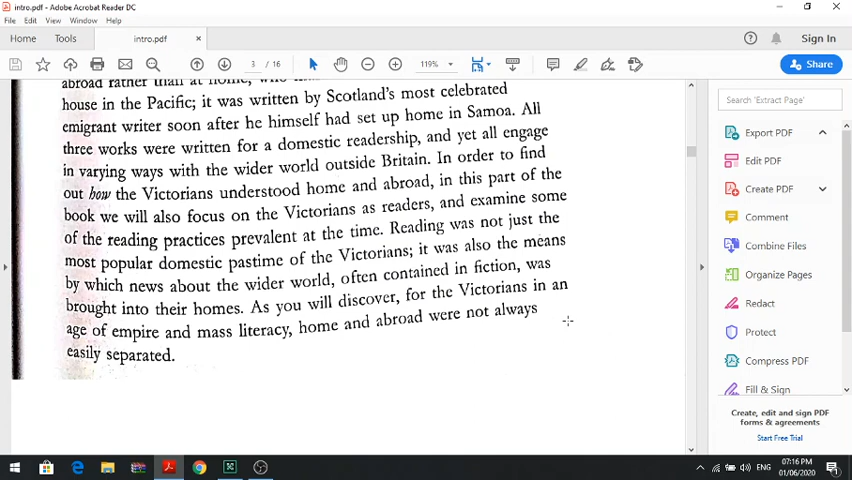 intro.pdf - Adobe Acrobat Reader DC
File Edit View Window Help
Home Tools intro.pdf × Sign In
3 / 16 119% Share
abroad rather than at home, who
house in the Pacific; it was written by Scotland's most celebrated
emigrant writer soon after he himself had set up home in Samoa. All
three works were written for a domestic readership, and yet all engage
in varying ways with the wider world outside Britain. In order to find
out how the Victorians understood home and abroad, in this part of the
book we will also focus on the Victorians as readers, and examine some
of the reading practices prevalent at the time. Reading was not just the
most popular domestic pastime of the Victorians; it was also the means
by which news about the wider world, often contained in fiction, was
brought into their homes. As you will discover, for the Victorians in an
age of empire and mass literacy, home and abroad were not always
easily separated.
Search 'Extract Page'
Export PDF
Edit PDF
Create PDF
Comment
Combine Files
Organize Pages
Redact
Protect
Compress PDF
Fill & Sign
Create, edit and sign PDF
forms & agreements
Start Free Trial
ENG
07:16 PM
01/06/2020